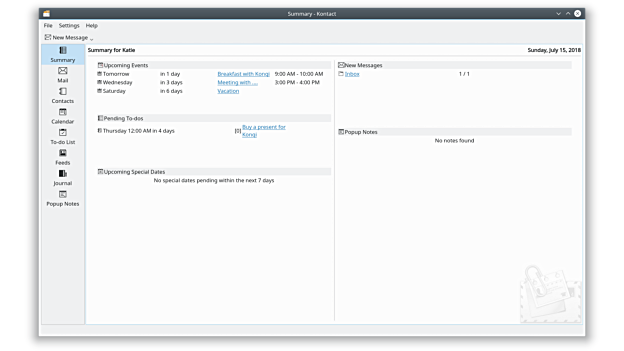 Summary - Kontact
File Settings Help
New Message
Summary
Mail
Contacts
Calendar
To-do List
Feeds
Journal
Popup Notes
Summary for Katie
Sunday, July 15, 2018
Upcoming Events
Tomorrow in 1 day Breakfast with Konqi 9:00 AM - 10:00 AM
Wednesday in 3 days Meeting with ... 3:00 PM - 4:00 PM
Saturday in 6 days Vacation
Pending To-dos
Thursday 12:00 AM in 4 days [0] Buy a present for
Konqi
Upcoming Special Dates
No special dates pending within the next 7 days
New Messages
Inbox 1 / 1
Popup Notes
No notes found